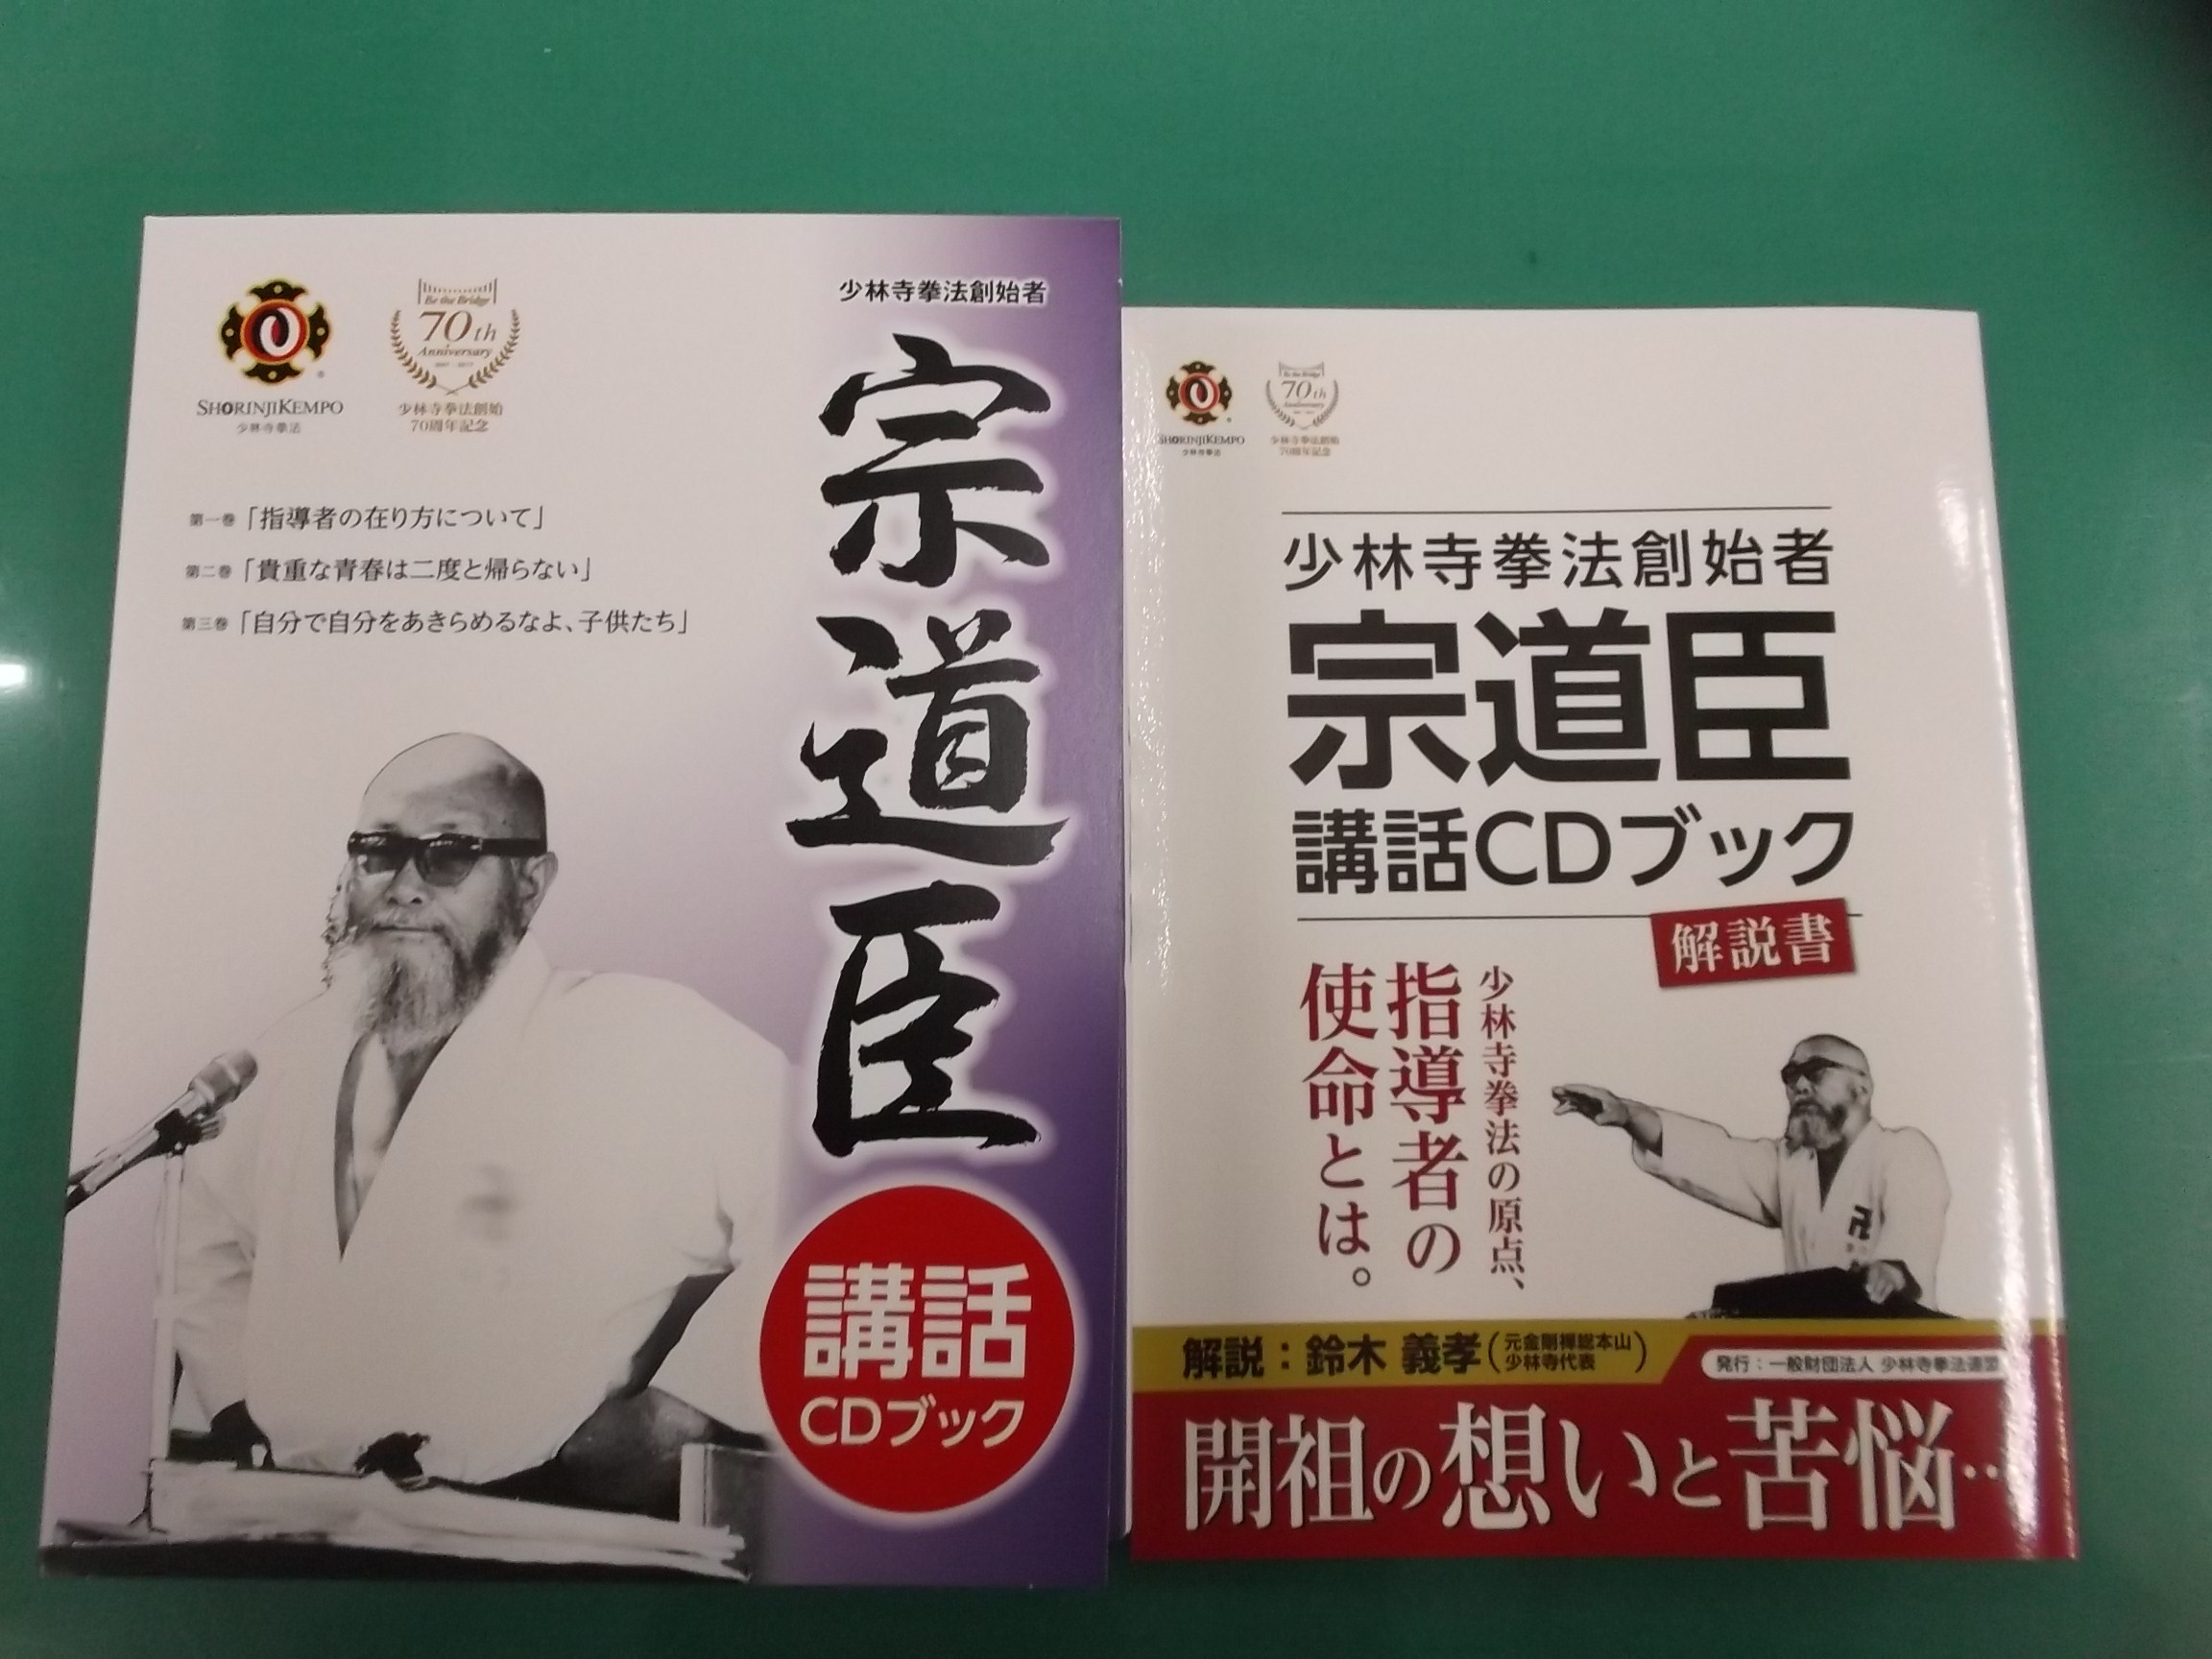 SHORINJIKEMPO
少林寺拳法
Be the Bridge
70th
Anniversary
少林寺拳法創始
70周年記念
少林寺拳法創始者
宗道臣
第一巻「指導者の在り方について」
第二巻「貴重な青春は二度と帰らない」
第三巻「自分で自分をあきらめるなよ、子供たち」
講話
CDブック
SHORINJIKEMPO
少林寺拳法
Be the Bridge
70th
Anniversary
少林寺拳法創始
70周年記念
少林寺拳法創始者
宗道臣
講話CDブック
解説書
少林寺拳法の原点、
指導者の
使命とは。
卍
解説：鈴木 義孝(元金剛禅総本山
少林寺代表)
発行：一般財団法人 少林寺拳法連盟
開祖の想いと苦悩…